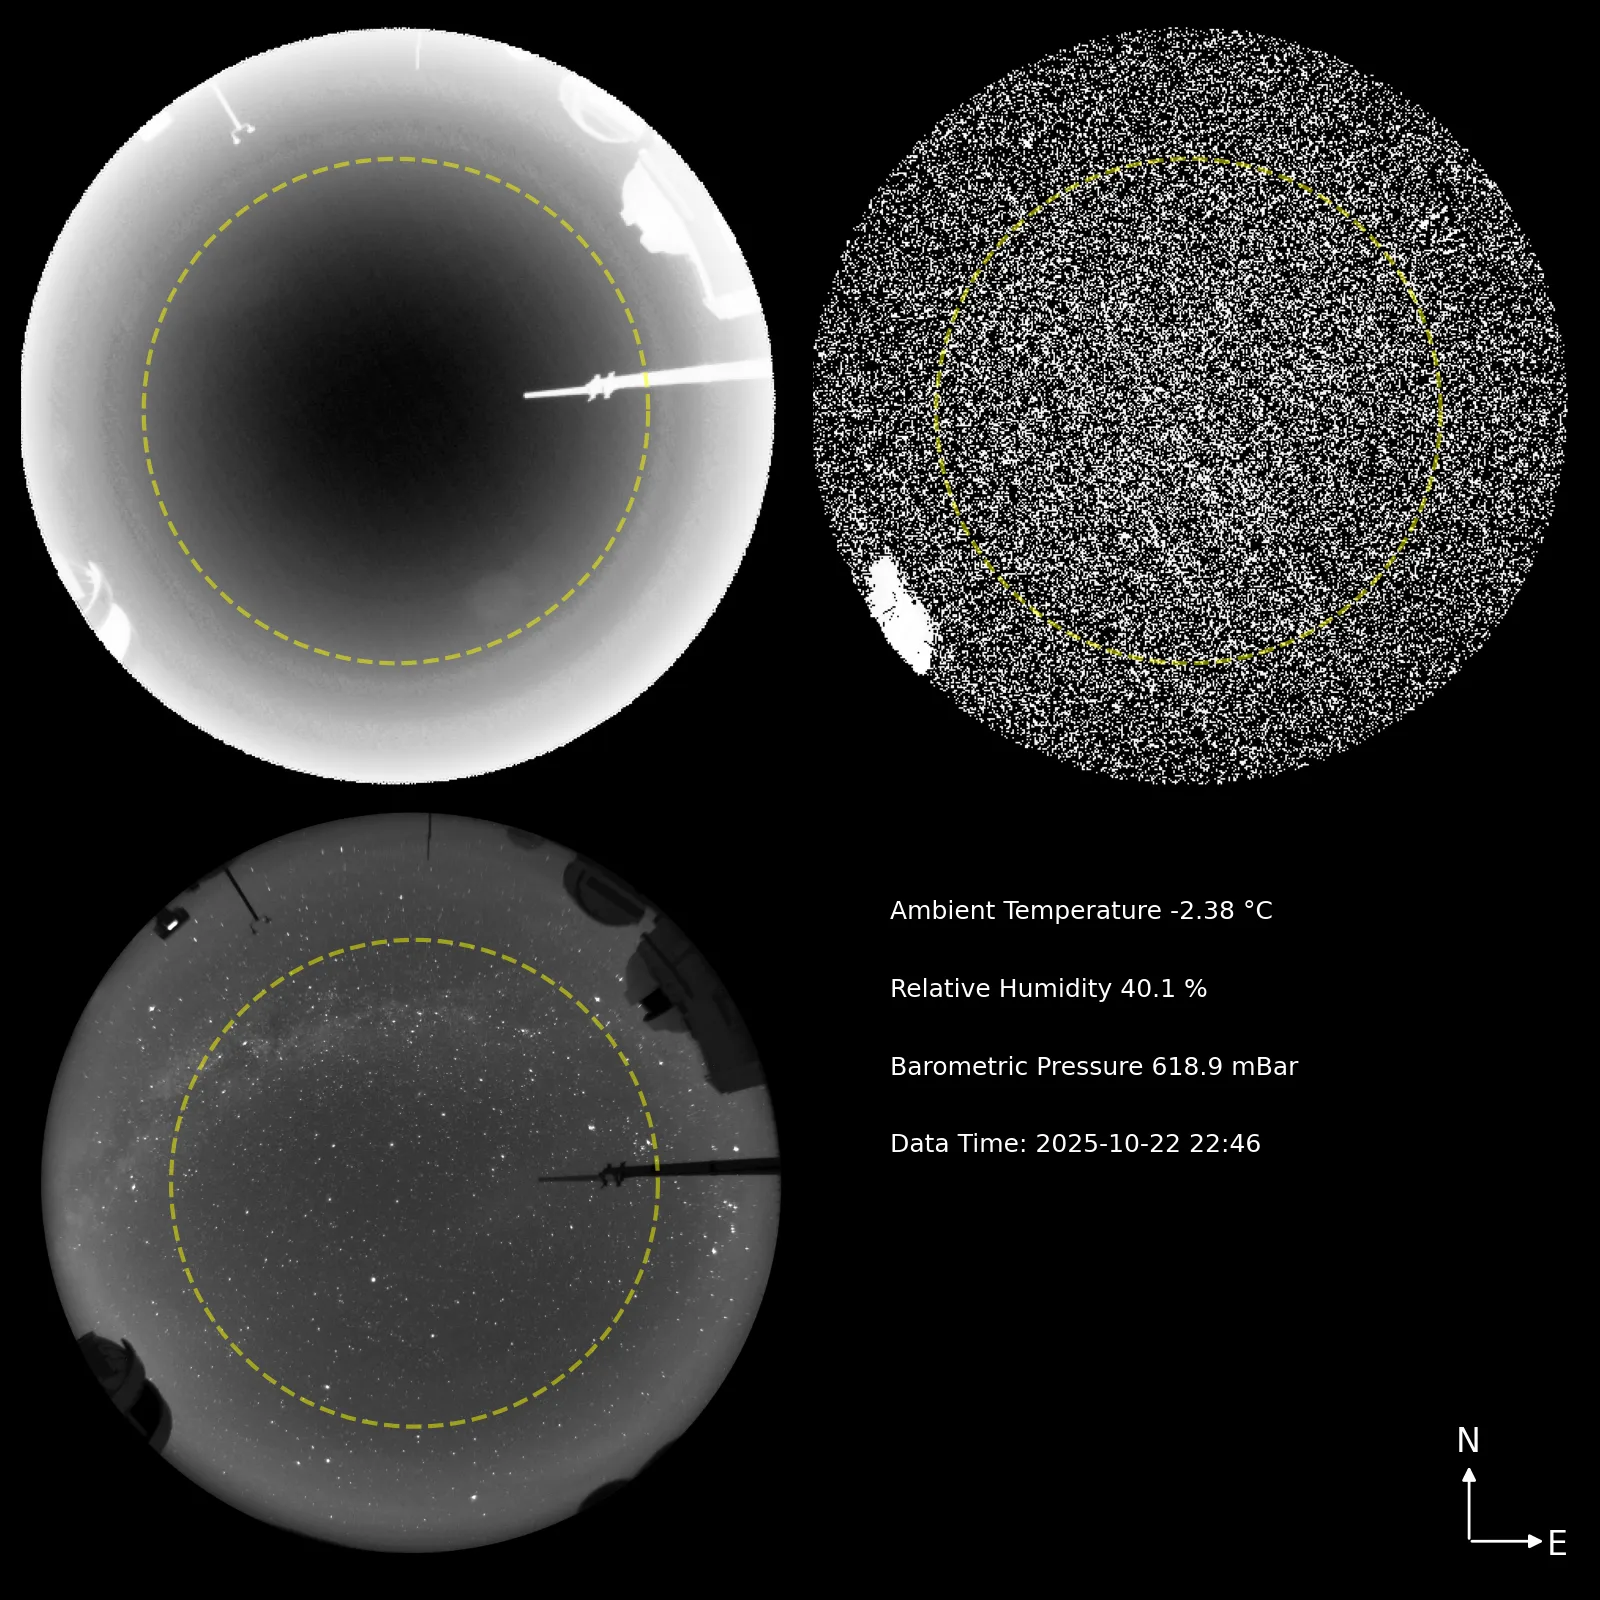 Ambient Temperature -2.38 °C
Relative Humidity 40.1 %
Barometric Pressure 618.9 mBar
Data Time: 2025-10-22 22:46
N
E